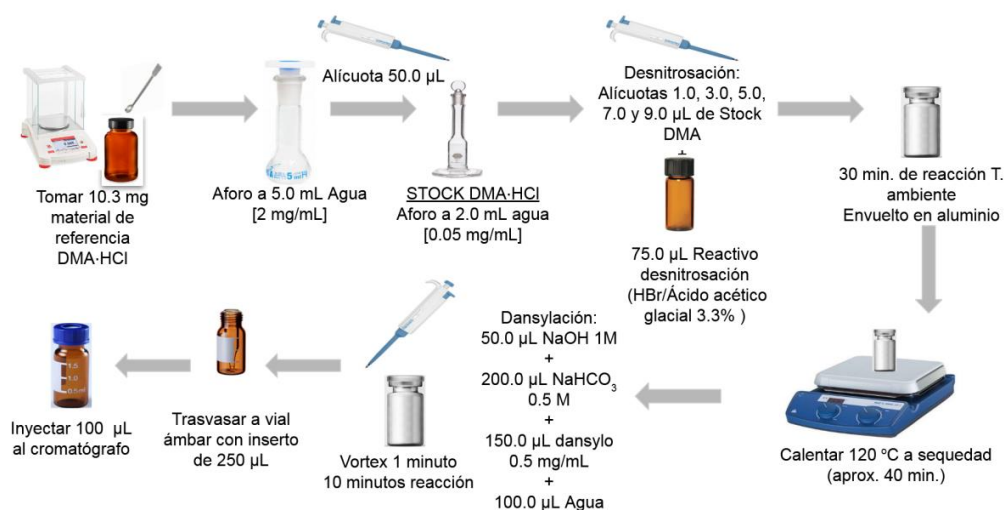 Tomar 10.3 mg
material de
referencia
DMA·HCl
Aforo a 5.0 mL Agua
[2 mg/mL]
Alícuota 50.0 µL
STOCK DMA·HCl
Aforo a 2.0 mL agua
[0.05 mg/mL]
Desnitrosación:
Alícuotas 1.0, 3.0, 5.0,
7.0 y 9.0 µL de Stock
DMA
+
75.0 µL Reactivo
desnitrosación
(HBr/Ácido acético
glacial 3.3% )
30 min. de reacción T.
ambiente
Envuelto en aluminio
Calentar 120 °C a sequedad
(aprox. 40 min.)
Dansylación:
50.0 µL NaOH 1M
+
200.0 µL NaHCO₃
0.5 M
+
150.0 µL dansylo
0.5 mg/mL
+
100.0 µL Agua
Vortex 1 minuto
10 minutos reacción
Trasvasar a vial
ámbar con inserto
de 250 µL
1.5
1.0
0.5ml
Inyectar 100 µL
al cromatógrafo